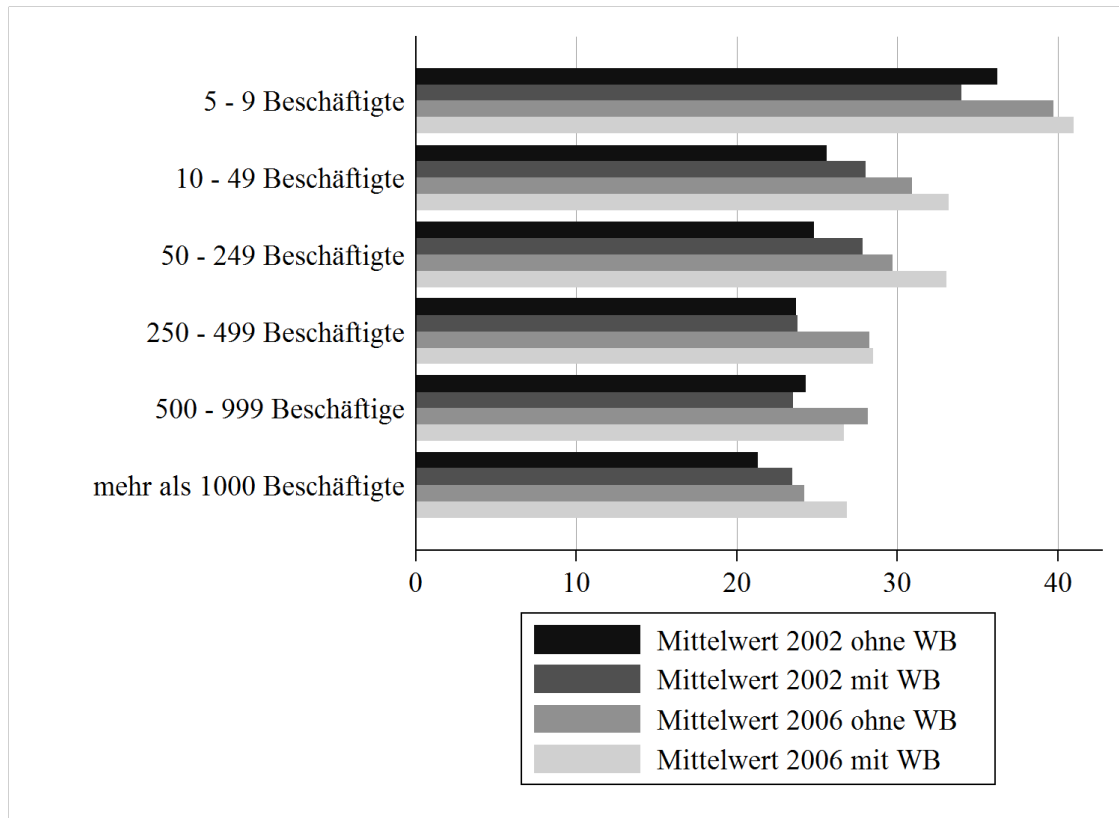 5 - 9 Beschäftigte
10 - 49 Beschäftigte
50 - 249 Beschäftigte
250 - 499 Beschäftigte
500 - 999 Beschäftige
mehr als 1000 Beschäftigte
0 10 20 30 40
Mittelwert 2002 ohne WB
Mittelwert 2002 mit WB
Mittelwert 2006 ohne WB
Mittelwert 2006 mit WB